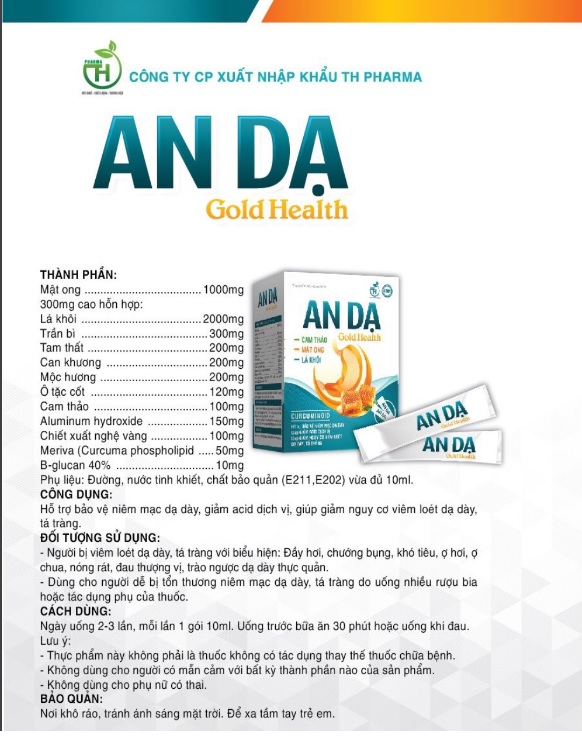 PHARMA
TH
CÔNG TY CP XUẤT NHẬP KHẨU TH PHARMA
AN DẠ
Gold Health
THÀNH PHẦN:
Mật ong ..................................... 1000mg
300mg cao hỗn hợp:
Lá khôi ...................................... 2000mg
Trần bì ........................................ 300mg
Tam thất ...................................... 200mg
Can khương ................................ 200mg
Mộc hương .................................. 200mg
Ô tặc cốt ...................................... 120mg
Cam thảo ..................................... 100mg
Aluminum hydroxide .................... 150mg
Chiết xuất nghệ vàng ................... 100mg
Meriva (Curcuma phospholipid ..... 50mg
B-glucan 40% ............................... 10mg
AN DẠ
Gold Health
CAM THẢO
MẬT ONG
LÁ KHÔI
CURCUMINOID
AN DẠ
AN DẠ
Gold Health
AN DẠ
Gold Health
Phụ liệu: Đường, nước tinh khiết, chất bảo quản (E211,E202) vừa đủ 10ml.
CÔNG DỤNG:
Hỗ trợ bảo vệ niêm mạc dạ dày, giảm acid dịch vị, giúp giảm nguy cơ viêm loét dạ dày,
tá tràng.
ĐỐI TƯỢNG SỬ DỤNG:
- Người bị viêm loét dạ dày, tá tràng với biểu hiện: Đầy hơi, chướng bụng, khó tiêu, ợ hơi, ợ
chua, nóng rát, đau thượng vị, trào ngược dạ dày thực quản.
- Dùng cho người dễ bị tổn thương niêm mạc dạ dày, tá tràng do uống nhiều rượu bia
hoặc tác dụng phụ của thuốc.
CÁCH DÙNG:
Ngày uống 2-3 lần, mỗi lần 1 gói 10ml. Uống trước bữa ăn 30 phút hoặc uống khi đau.
Lưu ý:
- Thực phẩm này không phải là thuốc không có tác dụng thay thế thuốc chữa bệnh.
- Không dùng cho người có mẫn cảm với bất kỳ thành phần nào của sản phẩm.
- Không dùng cho phụ nữ có thai.
BẢO QUẢN:
Nơi khô ráo, tránh ánh sáng mặt trời. Để xa tầm tay trẻ em.